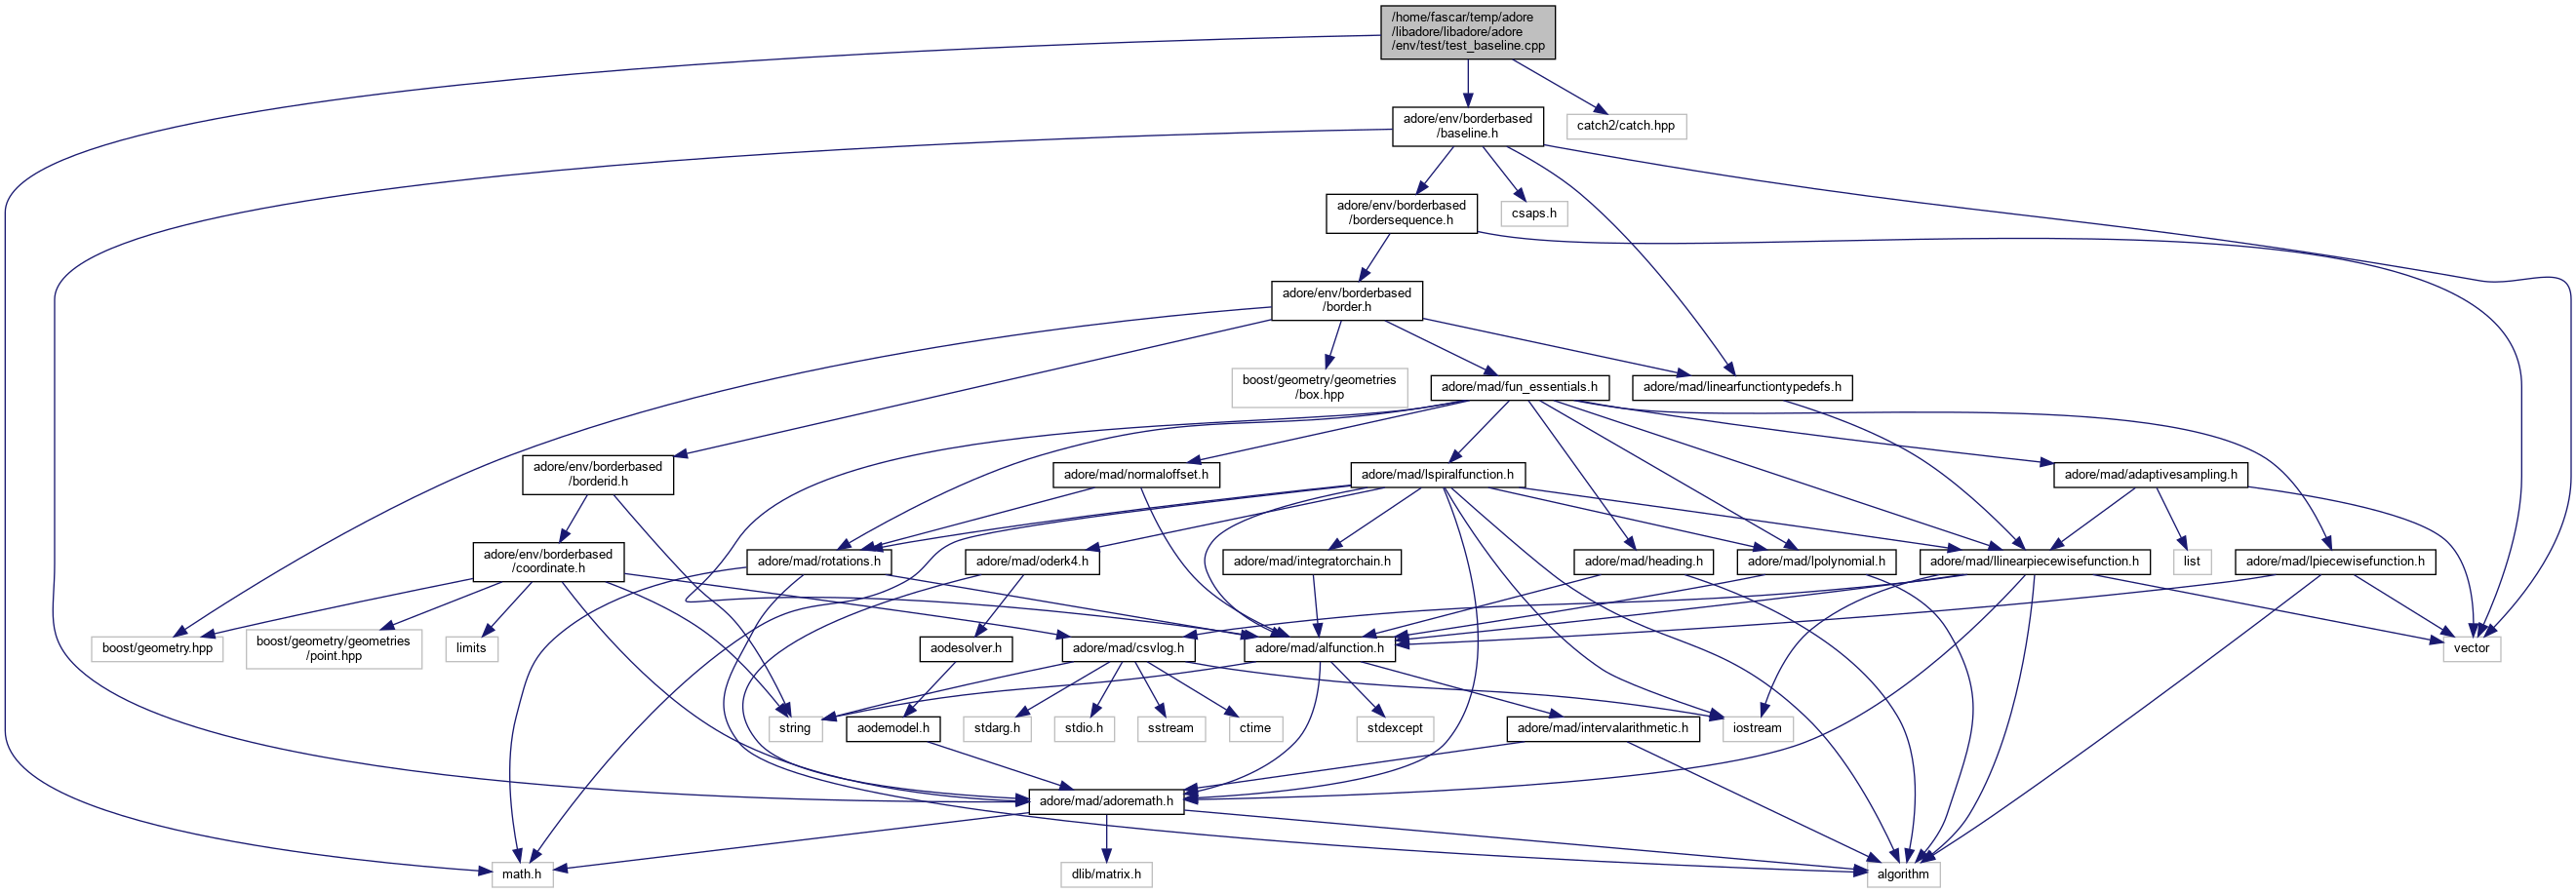 /home/fascar/temp/adore
/libadore/libadore/adore
/env/test/test_baseline.cpp
adore/env/borderbased
/baseline.h
catch2/catch.hpp
adore/env/borderbased
/bordersequence.h
csaps.h
adore/env/borderbased
/border.h
boost/geometry/geometries
/box.hpp
adore/mad/fun_essentials.h
adore/mad/linearfunctiontypedefs.h
adore/env/borderbased
/borderid.h
adore/mad/normaloffset.h
adore/mad/lspiralfunction.h
adore/mad/adaptivesampling.h
adore/env/borderbased
/coordinate.h
adore/mad/rotations.h
adore/mad/oderk4.h
adore/mad/integratorchain.h
adore/mad/heading.h
adore/mad/lpolynomial.h
adore/mad/llinearpiecewisefunction.h
list
adore/mad/lpiecewisefunction.h
boost/geometry.hpp
boost/geometry/geometries
/point.hpp
limits
aodesolver.h
adore/mad/csvlog.h
adore/mad/alfunction.h
vector
string
aodemodel.h
stdarg.h
stdio.h
sstream
ctime
stdexcept
adore/mad/intervalarithmetic.h
iostream
adore/mad/adoremath.h
math.h
dlib/matrix.h
algorithm